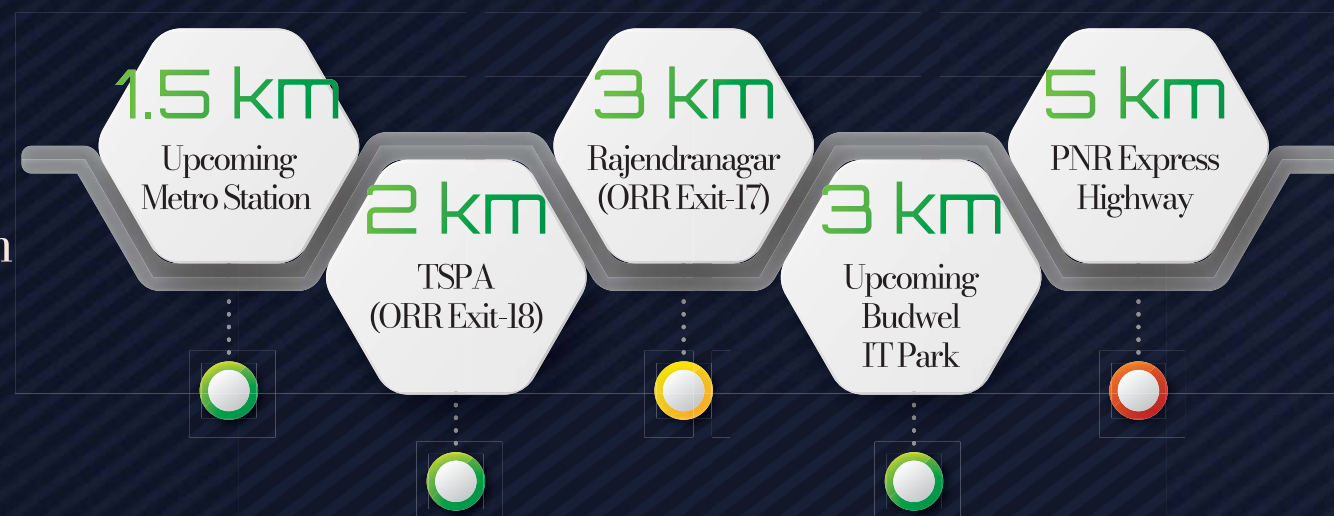 1.5 km
Upcoming
Metro Station
2 km
TSPA
(ORR Exit-18)
3 km
Rajendranagar
(ORR Exit-17)
3 km
Upcoming
Budwel
IT Park
5 km
PNR Express
Highway